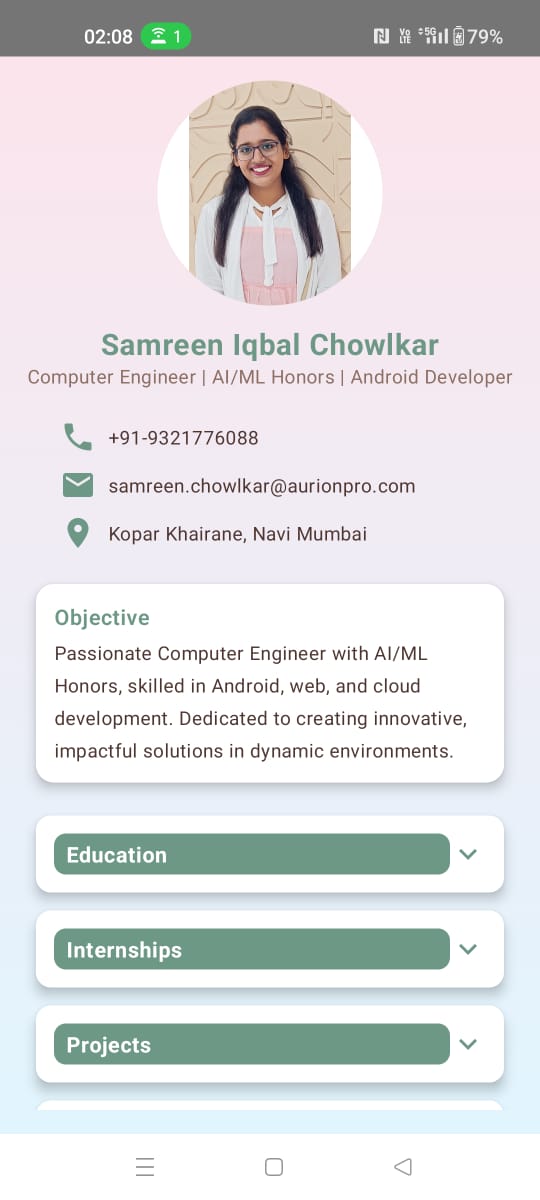 02:08 1 5G 79%
Samreen Iqbal Chowlkar
Computer Engineer | AI/ML Honors | Android Developer
+91-9321776088
samreen.chowlkar@aurionpro.com
Kopar Khairane, Navi Mumbai
Objective
Passionate Computer Engineer with AI/ML
Honors, skilled in Android, web, and cloud
development. Dedicated to creating innovative,
impactful solutions in dynamic environments.
Education
Internships
Projects